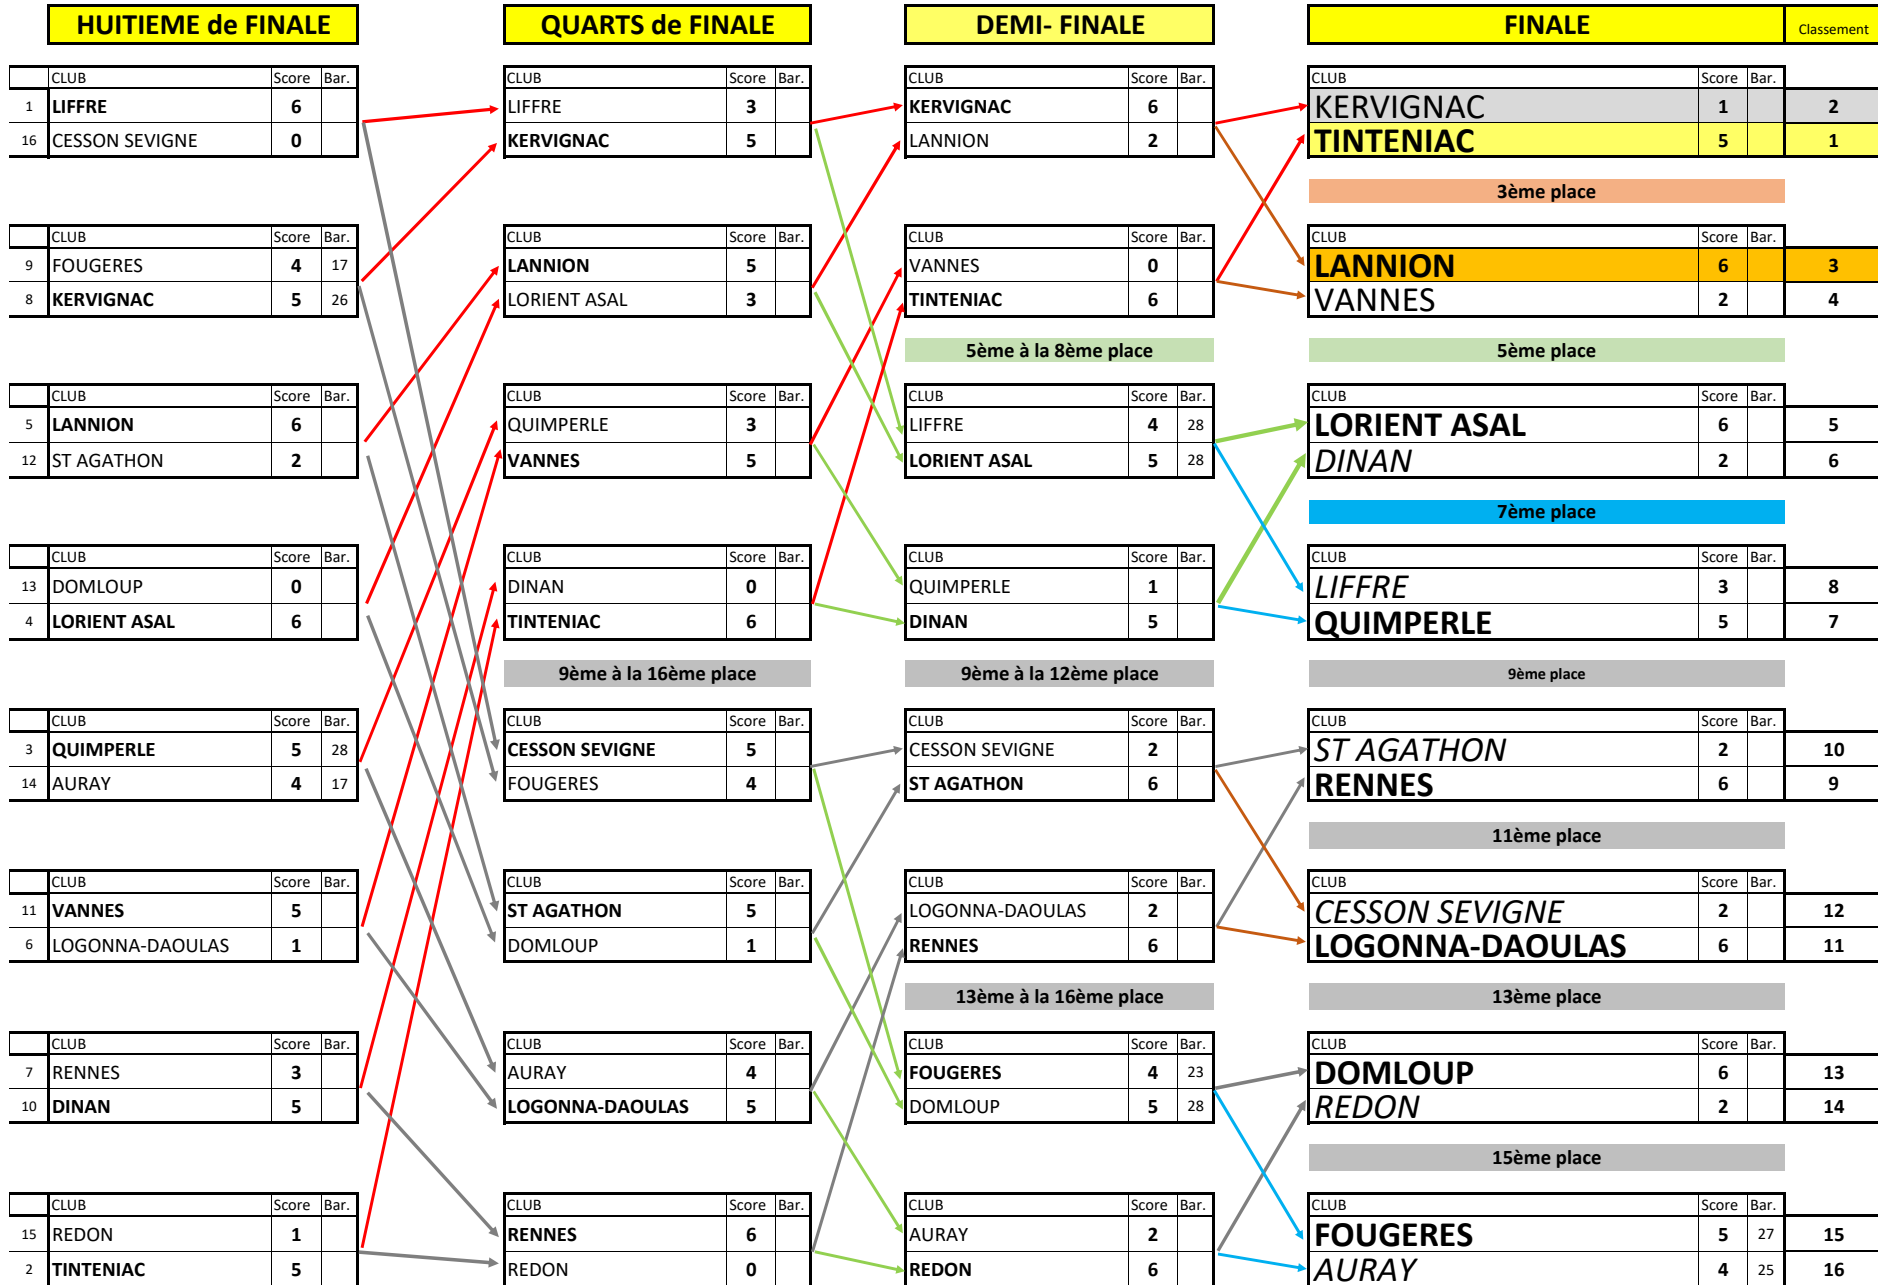 HUITIEME de FINALE QUARTS de FINALE DEMI- FINALE FINALE Classement
CLUB Score Bar. CLUB Score Bar. CLUB Score Bar. CLUB Score Bar.
1 LIFFRE 6 LIFFRE 3 KERVIGNAC 6 KERVIGNAC 1 2
16 CESSON SEVIGNE 0 KERVIGNAC 5 LANNION 2 TINTENIAC 5 1
3ème place
CLUB Score Bar. CLUB Score Bar. CLUB Score Bar. CLUB Score Bar.
9 FOUGERES 4 17 LANNION 5 VANNES 0 LANNION 6 3
8 KERVIGNAC 5 26 LORIENT ASAL 3 TINTENIAC 6 VANNES 2 4
5ème à la 8ème place 5ème place
CLUB Score Bar. CLUB Score Bar. CLUB Score Bar. CLUB Score Bar.
5 LANNION 6 QUIMPERLE 3 LIFFRE 4 28 LORIENT ASAL 6 5
12 ST AGATHON 2 VANNES 5 LORIENT ASAL 5 28 DINAN 2 6
7ème place
CLUB Score Bar. CLUB Score Bar. CLUB Score Bar. CLUB Score Bar.
13 DOMLOUP 0 DINAN 0 QUIMPERLE 1 LIFFRE 3 8
4 LORIENT ASAL 6 TINTENIAC 6 DINAN 5 QUIMPERLE 5 7
9ème à la 16ème place 9ème à la 12ème place 9ème place
CLUB Score Bar. CLUB Score Bar. CLUB Score Bar. CLUB Score Bar.
3 QUIMPERLE 5 28 CESSON SEVIGNE 5 CESSON SEVIGNE 2 ST AGATHON 2 10
14 AURAY 4 17 FOUGERES 4 ST AGATHON 6 RENNES 6 9
11ème place
CLUB Score Bar. CLUB Score Bar. CLUB Score Bar. CLUB Score Bar.
11 VANNES 5 ST AGATHON 5 LOGONNA-DAOULAS 2 CESSON SEVIGNE 2 12
6 LOGONNA-DAOULAS 1 DOMLOUP 1 RENNES 6 LOGONNA-DAOULAS 6 11
13ème à la 16ème place 13ème place
CLUB Score Bar. CLUB Score Bar. CLUB Score Bar. CLUB Score Bar.
7 RENNES 3 AURAY 4 FOUGERES 4 23 DOMLOUP 6 13
10 DINAN 5 LOGONNA-DAOULAS 5 DOMLOUP 5 28 REDON 2 14
15ème place
CLUB Score Bar. CLUB Score Bar. CLUB Score Bar. CLUB Score Bar.
15 REDON 1 RENNES 6 AURAY 2 FOUGERES 5 27 15
2 TINTENIAC 5 REDON 0 REDON 6 AURAY 4 25 16